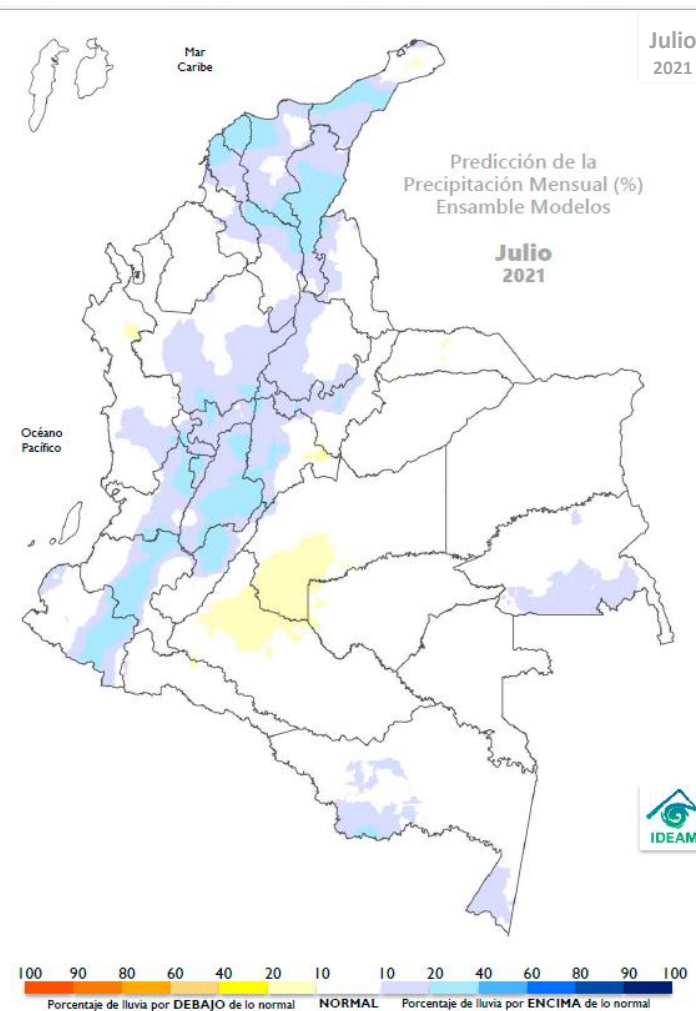 Julio
2021
Mar
Caribe
Predicción de la
Precipitación Mensual (%)
Ensamble Modelos
Julio
2021
Océano
Pacífico
IDEAM
100 90 80 60 40 20 10 10 20 40 60 80 90 100
Porcentaje de lluvia por DEBAJO de lo normal NORMAL Porcentaje de lluvia por ENCIMA de lo normal